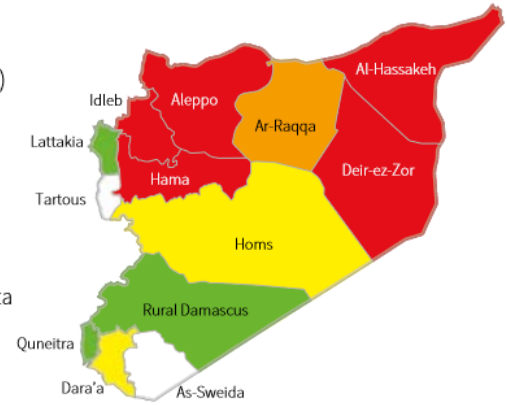 )
Al-Hassakeh
Idleb
Aleppo
Ar-Raqqa
Lattakia
Deir-ez-Zor
Hama
Tartous
Homs
ta
Rural Damascus
Quneitra
Dara'a
As-Sweida